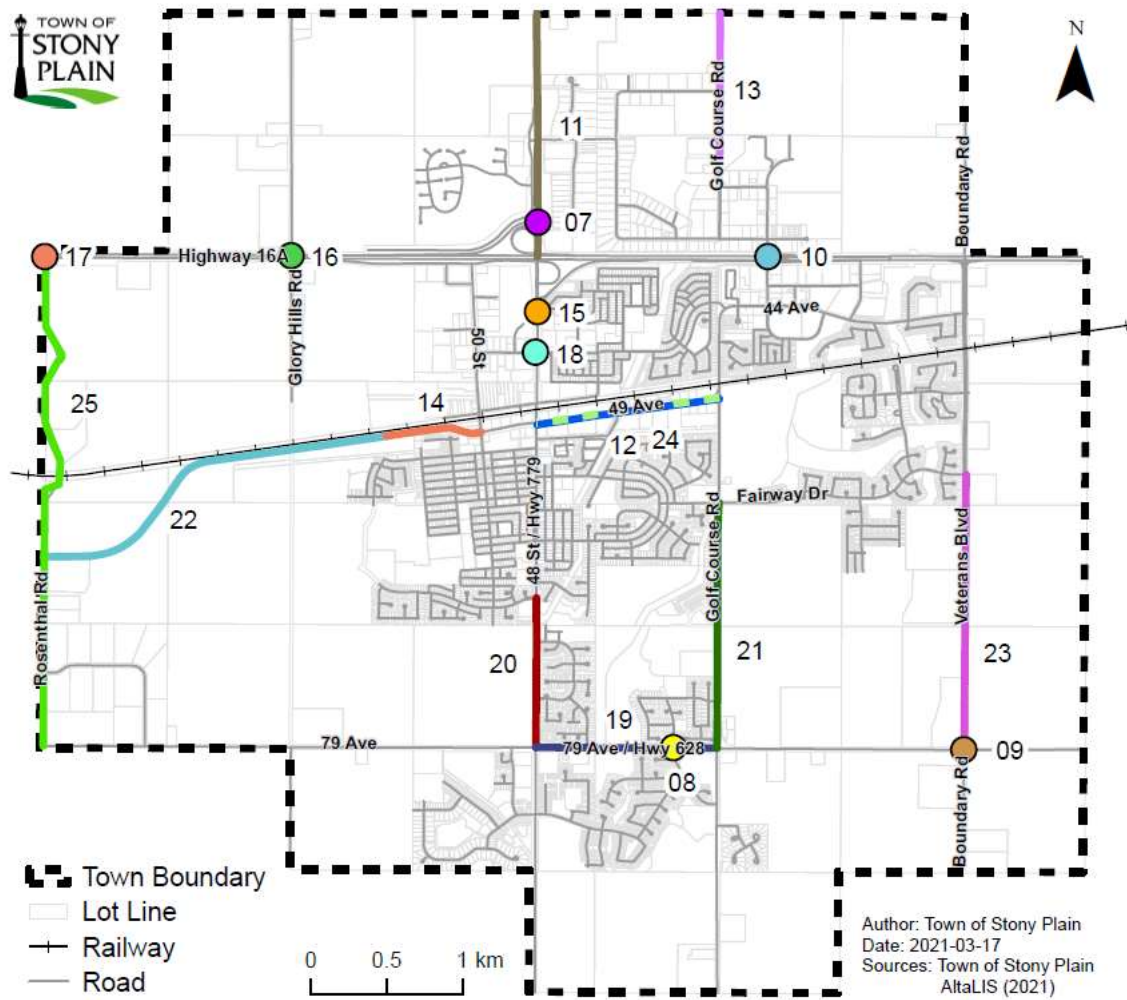 TOWN OF
STONY
PLAIN
N
13
Golf Course Rd
11
Boundary Rd
07
17
Highway 16A
16
10
Glory Hills Rd
15
44 Ave
50 St
18
14
25
49 Ave
12
24
48 St / Hwy 779
Fairway Dr
22
Golf Course Rd
Veterans Blvd
Rosenthal Rd
20
21
23
19
79 Ave
79 Ave / Hwy 628
09
08
Boundary Rd
Town Boundary
Lot Line
Railway
Road
0 0.5 1 km
Author: Town of Stony Plain
Date: 2021-03-17
Sources: Town of Stony Plain
AltaLIS (2021)